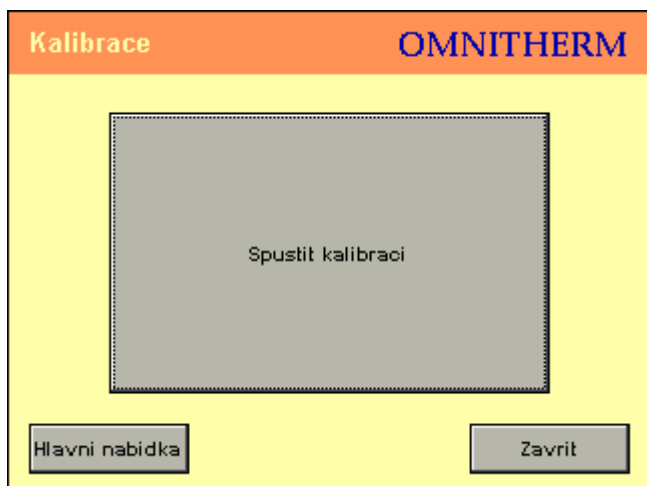 Kalibrace
OMNITHERM
Spustit kalibraci
Hlavni nabidka
Zavrit